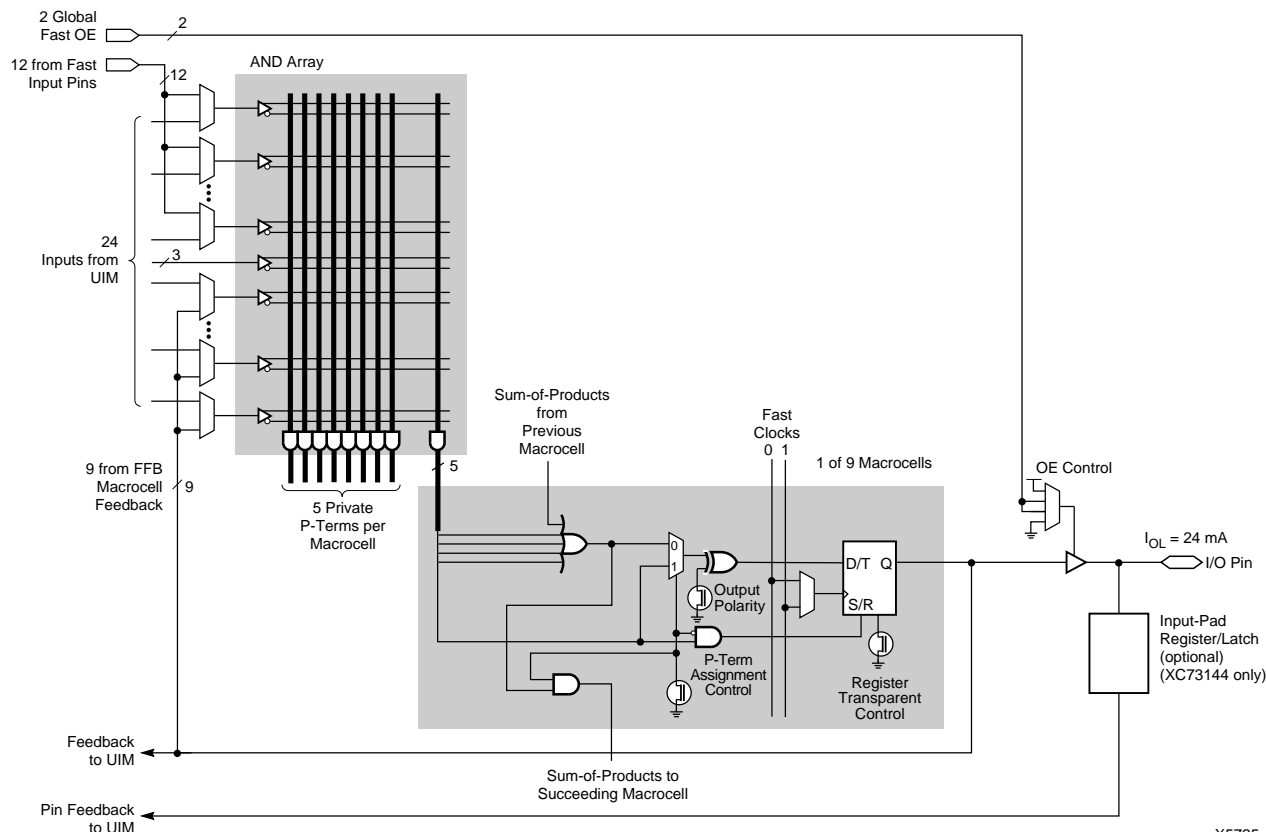 2 Global
Fast OE
2
12 from Fast
Input Pins
12
AND Array
24
Inputs from
UIM
3
9 from FFB
Macrocell
Feedback
9
5 Private
P-Terms per
Macrocell
5
Sum-of-Products
from
Previous
Macrocell
Fast
Clocks
0 1
1 of 9 Macrocells
OE Control
0
1
Output
Polarity
D/T Q
S/R
P-Term
Assignment
Control
Register
Transparent
Control
IOL = 24 mA
I/O Pin
Input-Pad
Register/Latch
(optional)
(XC73144 only)
Feedback
to UIM
Sum-of-Products to
Succeeding Macrocell
Pin Feedback
to UIM